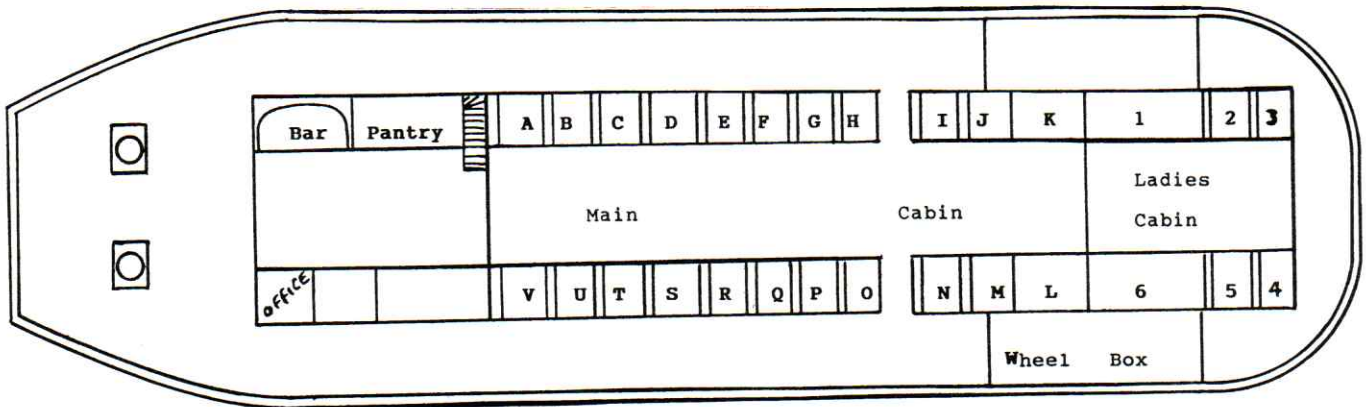 Bar Pantry A B C D E F G H I J K 1 2 3
Ladies
Main Cabin Cabin
OFFICE V U T S R Q P O N M L 6 5 4
Wheel Box